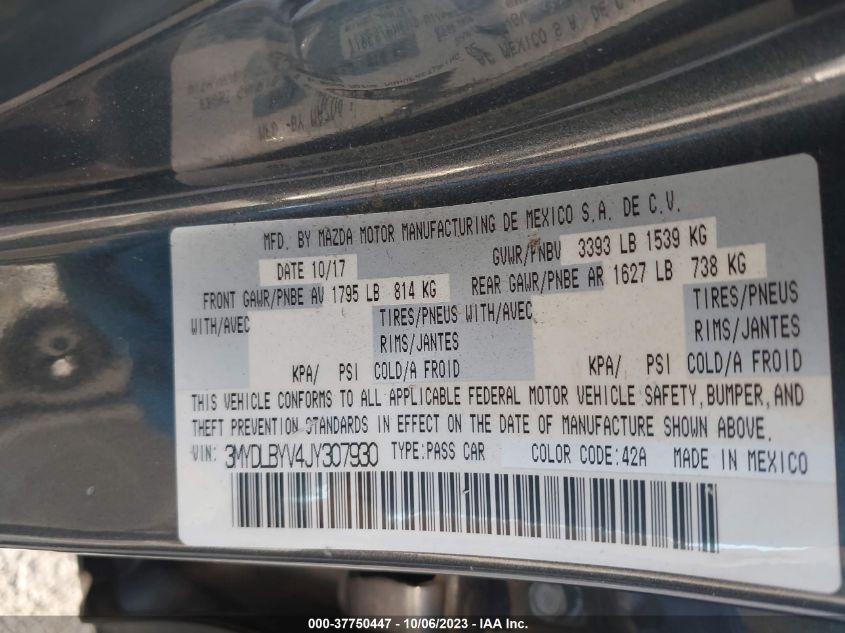 MFD. BY MAZDA MOTOR MANUFACTURING DE MEXICO S.A. DE C.V.
DATE 10/17 GVWR/PNBV 3393 LB 1539 KG
FRONT GAWR/PNBE AV 1795 LB 814 KG REAR GAWR/PNBE AR 1627 LB 738 KG
WITH/AVEC TIRES/PNEUS WITH/AVEC TIRES/PNEUS
RIMS/JANTES RIMS/JANTES
KPA/ PSI COLD/A FROID KPA/ PSI COLD/A FROID
THIS VEHICLE CONFORMS TO ALL APPLICABLE FEDERAL MOTOR VEHICLE SAFETY, BUMPER, AND
THEFT PREVENTION STANDARDS IN EFFECT ON THE DATE OF MANUFACTURE SHOWN ABOVE.
VIN: 3MYDLBYV4JY307930 TYPE:PASS CAR COLOR CODE:42A MADE IN MEXICO
000-37750447 - 10/06/2023 - IAA Inc.